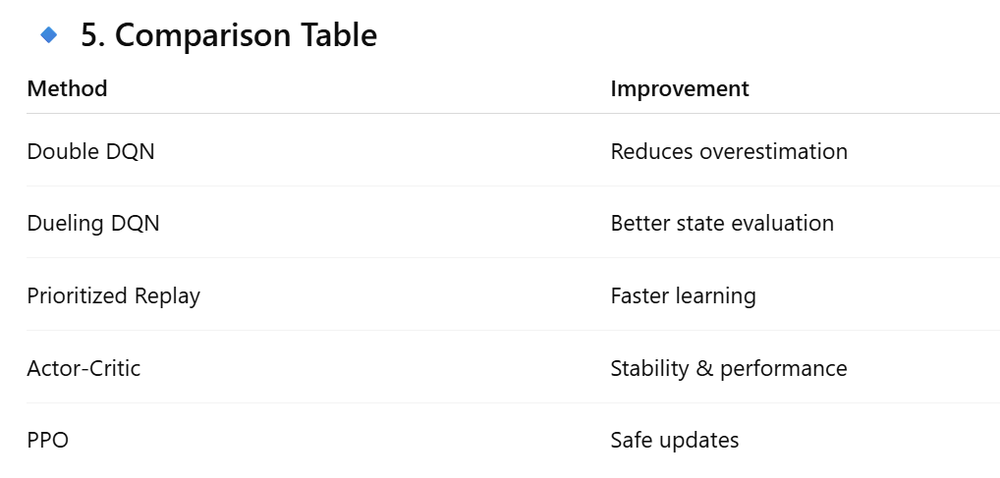 5. Comparison Table
Method Improvement
Double DQN Reduces overestimation
Dueling DQN Better state evaluation
Prioritized Replay Faster learning
Actor-Critic Stability & performance
PPO Safe updates